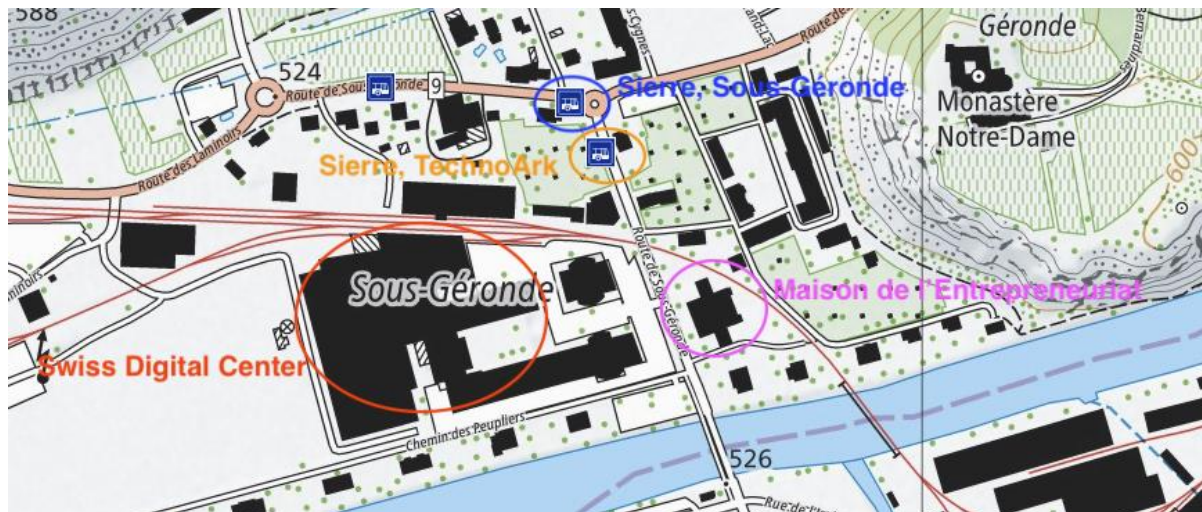 588
Géronde
524
Route de Sous-Géronde
9
Sierre, Sous-Géronde
Monastère
Notre-Dame
Sierre, TechnoArk
Route des Laminoirs
600
Sous-Géronde
Route de Sous-Géronde
Maison de l'Entrepreneuriat
Swiss Digital Center
Chemin des Peupliers
526